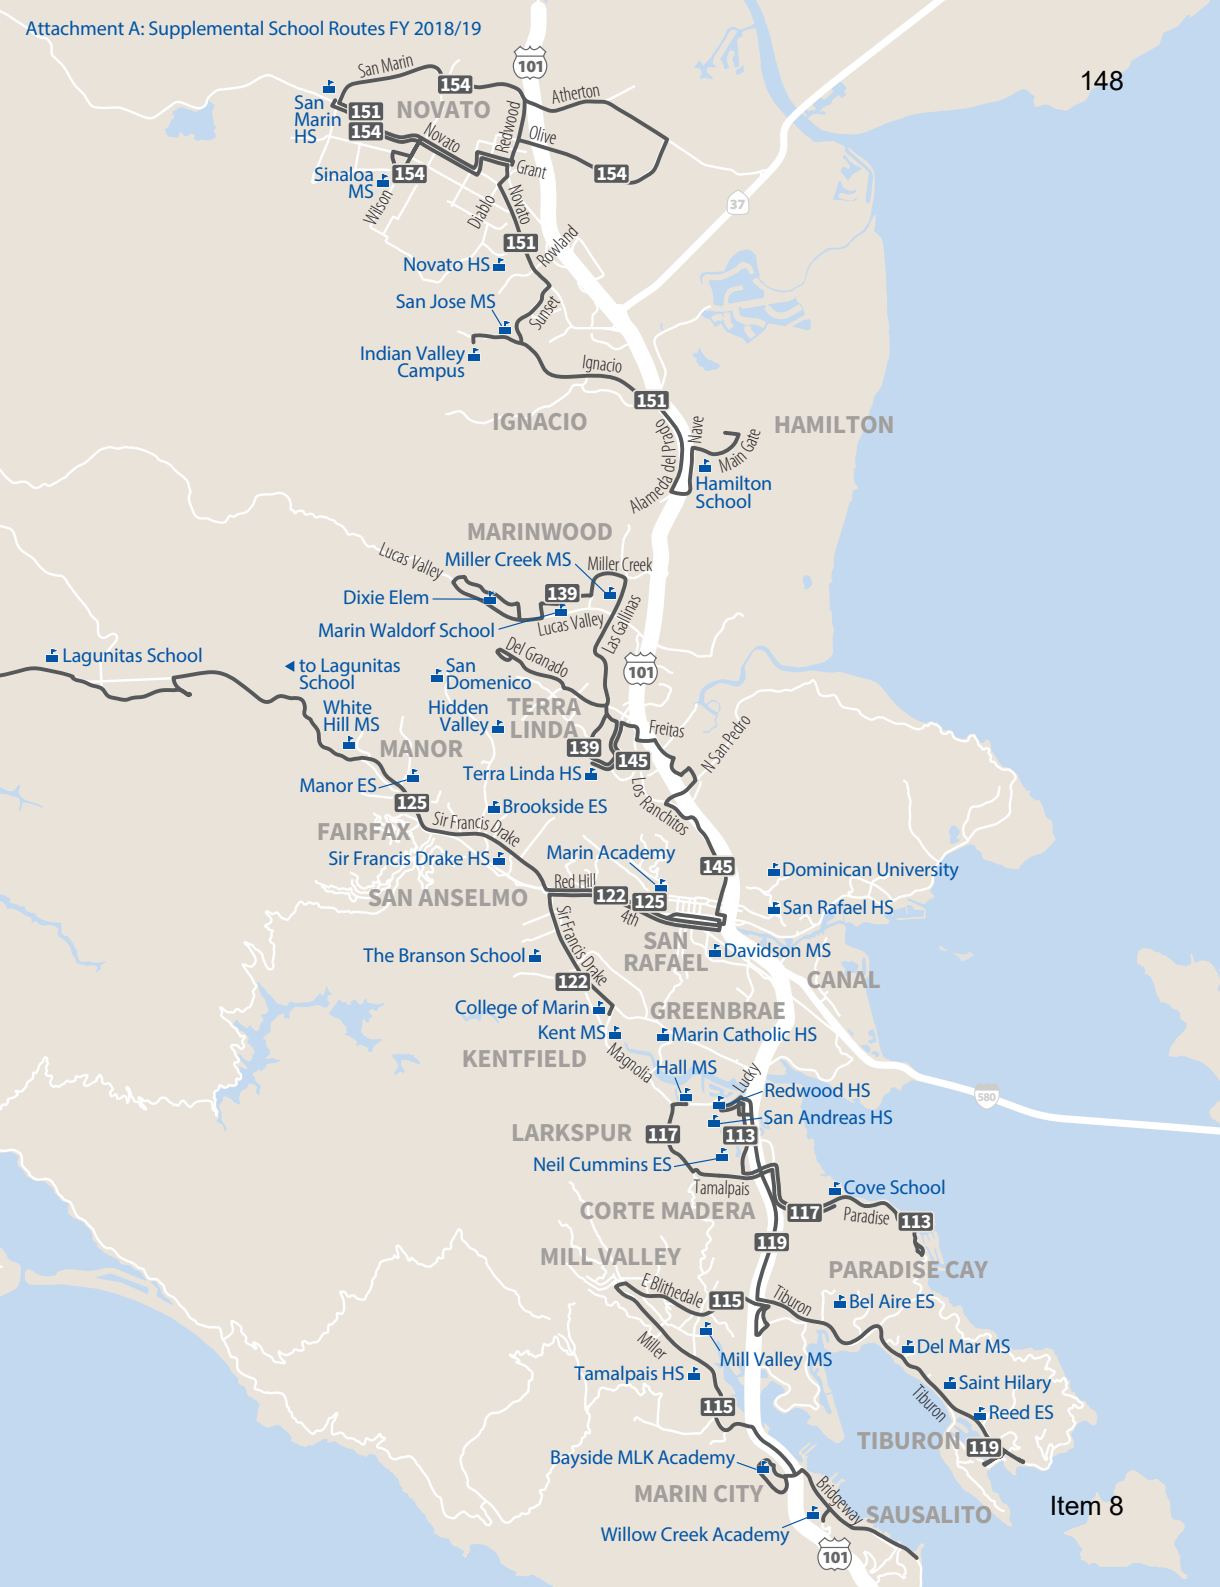 Attachment A: Supplemental School Routes FY 2018/19
148
101
San Marin
154
Atherton
San
Marin
HS
151
NOVATO
154
Novato
Redwood
Olive
Grant
154
154
Sinaloa
MS
Wilson
Diablo
Novato
37
151
Rowland
Novato HS
San Jose MS
Sunset
Indian Valley
Campus
Ignacio
151
IGNACIO
Alameda del Prado
Nave
Main Gate
HAMILTON
Hamilton
School
MARINWOOD
Lucas Valley
Miller Creek MS
Miller Creek
Dixie Elem
139
Marin Waldorf School
Lucas Valley
Las Gallinas
Del Granado
Lagunitas School
to Lagunitas
School
San
Domenico
101
White
Hill MS
Hidden
Valley
TERRA
LINDA
Freitas
N San Pedro
MANOR
139
145
Manor ES
Terra Linda HS
Los Ranchitos
125
Brookside ES
FAIRFAX
Sir Francis Drake
Sir Francis Drake HS
Marin Academy
145
Dominican University
Red Hill
122
125
SAN ANSELMO
4th
San Rafael HS
Sir Francis Drake
SAN
RAFAEL
Davidson MS
The Branson School
122
CANAL
College of Marin
GREENBRAE
Kent MS
Marin Catholic HS
KENTFIELD
Magnolia
Hall MS
Lucky
Redwood HS
580
San Andreas HS
LARKSPUR
117
113
Neil Cummins ES
Tamalpais
Cove School
CORTE MADERA
117
Paradise
113
119
MILL VALLEY
PARADISE CAY
E Blithedale
115
Tiburon
Bel Aire ES
Miller
Mill Valley MS
Del Mar MS
Tamalpais HS
Saint Hilary
Tiburon
115
Reed ES
TIBURON
119
Bayside MLK Academy
MARIN CITY
Bridgeway
Item 8
SAUSALITO
Willow Creek Academy
101